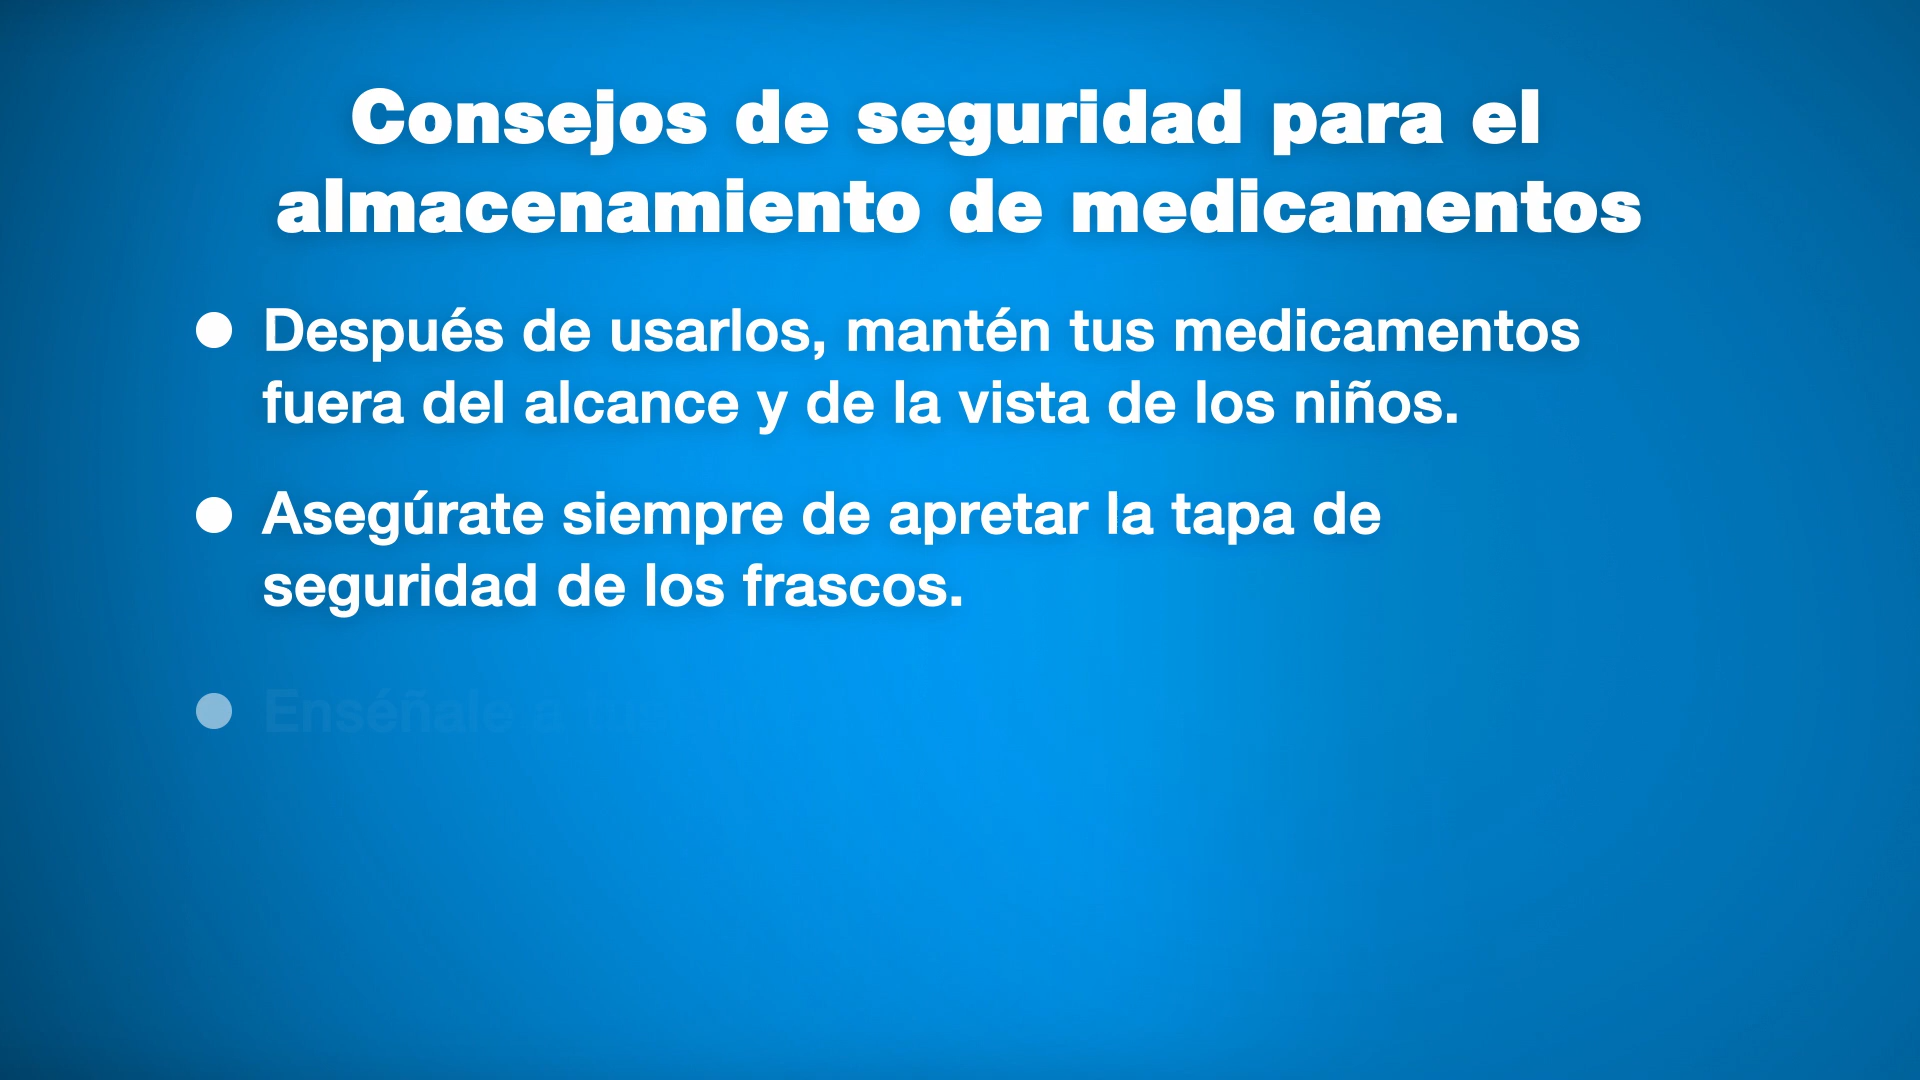 Consejos de seguridad para el
almacenamiento de medicamentos
● Después de usarlos, mantén tus medicamentos
fuera del alcance y de la vista de los niños.
● Asegúrate siempre de apretar la tapa de
seguridad de los frascos.
● Enséñale a tu